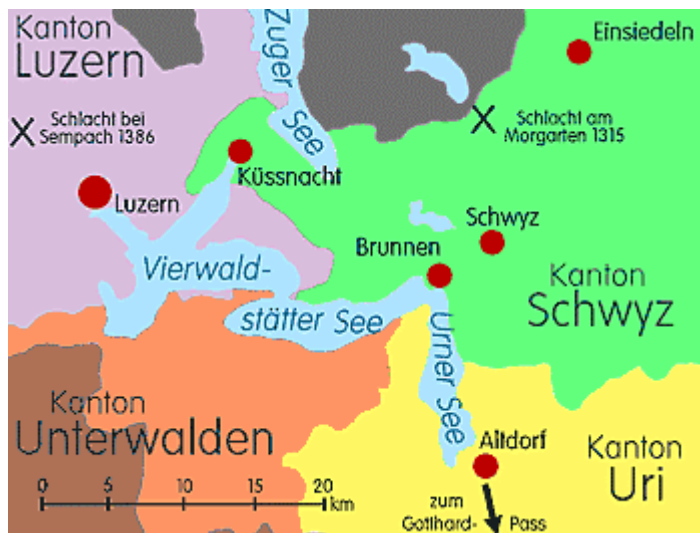 Kanton
Luzern
Zuger
See
Einsiedeln
Schlacht bei
Sempach 1386
Schlacht am
Morgarten 1315
Küssnacht
Luzern
Schwyz
Brunnen
Vierwald-
stätter See
Kanton
Schwyz
Urner See
Kanton
Unterwalden
Altdorf
Kanton
Uri
0 5 10 15 20
km
zum
Gotthard- Pass